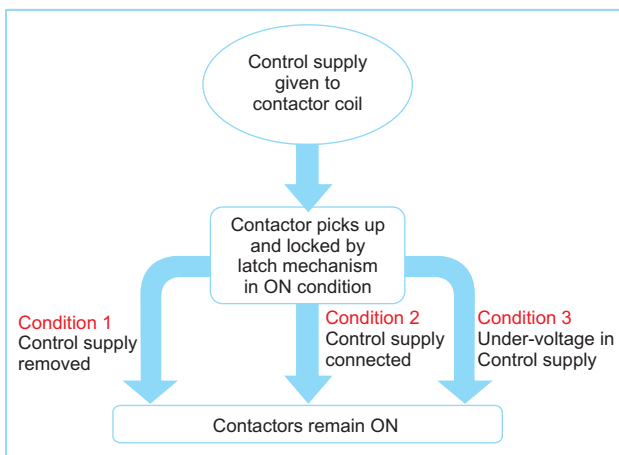 Control supply
given to
contactor coil
Contactor picks up
and locked by
latch mechanism
in ON condition
Condition 1
Control supply
removed
Condition 2
Control supply
connected
Condition 3
Under-voltage in
Control supply
Contactors remain ON